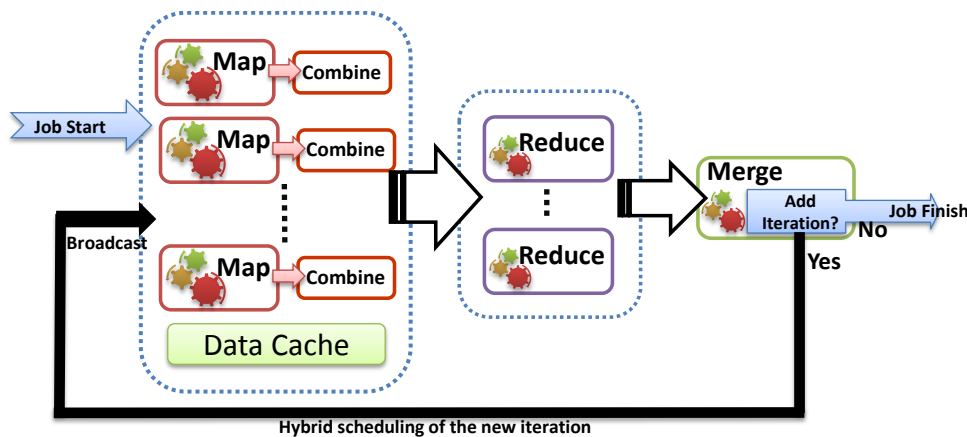 Map
Combine
Job Start
Map
Combine
Reduce
Merge
Add
Iteration?
Job Finish
No
Broadcast
Map
Combine
Reduce
Yes
Data Cache
Hybrid scheduling of the new iteration